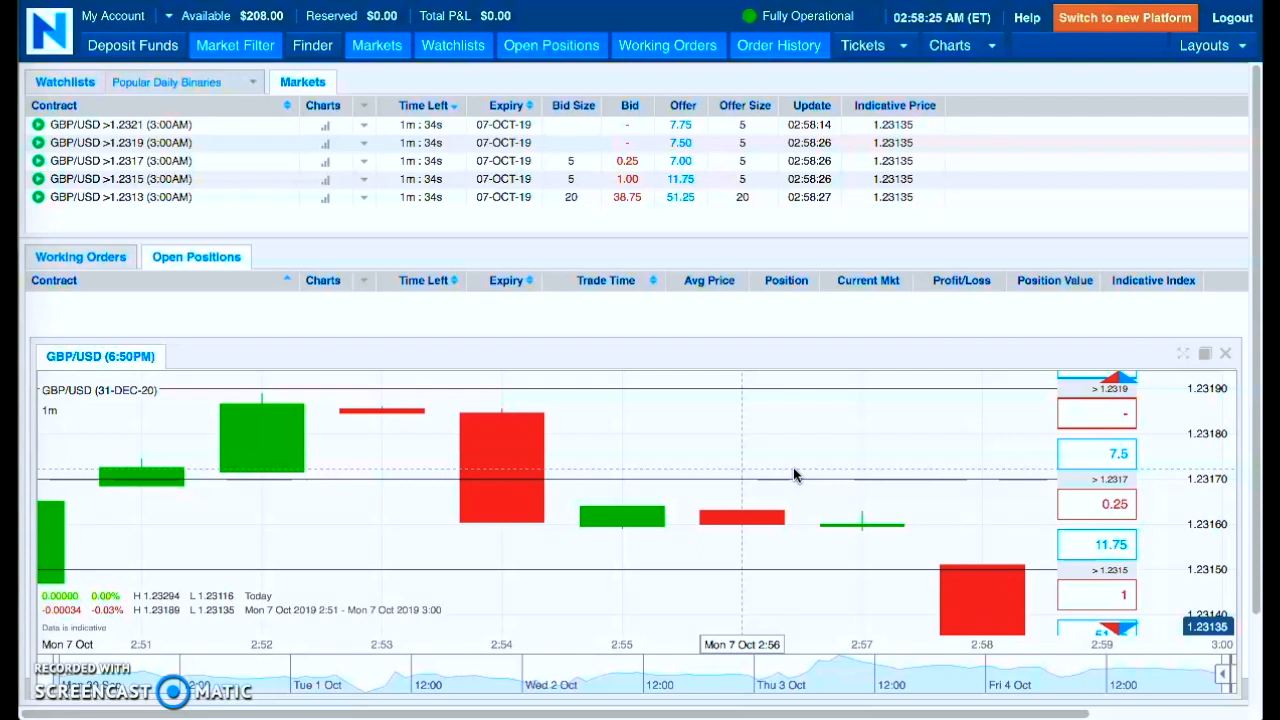 My Account Available $208.00 Reserved $0.00 Total P&L $0.00 Fully Operational 02:58:25 AM (ET) Help Switch to new Platform Logout
N
Deposit Funds Market Filter Finder Markets Watchlists Open Positions Working Orders Order History Tickets Charts Layouts
Watchlists Popular Daily Binaries Markets
Contract Charts Time Left Expiry Bid Size Bid Offer Offer Size Update Indicative Price
GBP/USD >1.2321 (3:00AM) 1m : 34s 07-OCT-19 - 7.75 5 02:58:14 1.23135
GBP/USD >1.2319 (3:00AM) 1m : 34s 07-OCT-19 - 7.50 5 02:58:26 1.23135
GBP/USD >1.2317 (3:00AM) 1m : 34s 07-OCT-19 5 0.25 7.00 5 02:58:26 1.23135
GBP/USD >1.2315 (3:00AM) 1m : 34s 07-OCT-19 5 1.00 11.75 5 02:58:26 1.23135
GBP/USD >1.2313 (3:00AM) 1m : 34s 07-OCT-19 20 38.75 51.25 20 02:58:27 1.23135
Working Orders Open Positions
Contract Charts Time Left Expiry Trade Time Avg Price Position Current Mkt Profit/Loss Position Value Indicative Index
GBP/USD (6:50PM)
GBP/USD (31-DEC-20) > 1.2319 1.23190
1m -
1.23180
7.5
> 1.2317 1.23170
0.25
1.23160
11.75
> 1.2315 1.23150
0.00000 0.00% H 1.23294 L 1.23116 Today 1
-0.00034 -0.03% H 1.23189 L 1.23135 Mon 7 Oct 2019 2:51 - Mon 7 Oct 2019 3:00 1.23140
Data is indicative 1.23135
Mon 7 Oct 2:51 2:52 2:53 2:54 2:55 Mon 7 Oct 2:56 2:57 2:58 2:59 3:00
RECORDED WITH
Tue 1 Oct 12:00 Wed 2 Oct 12:00 Thu 3 Oct 12:00 Fri 4 Oct 12:00
SCREENCAST MATIC